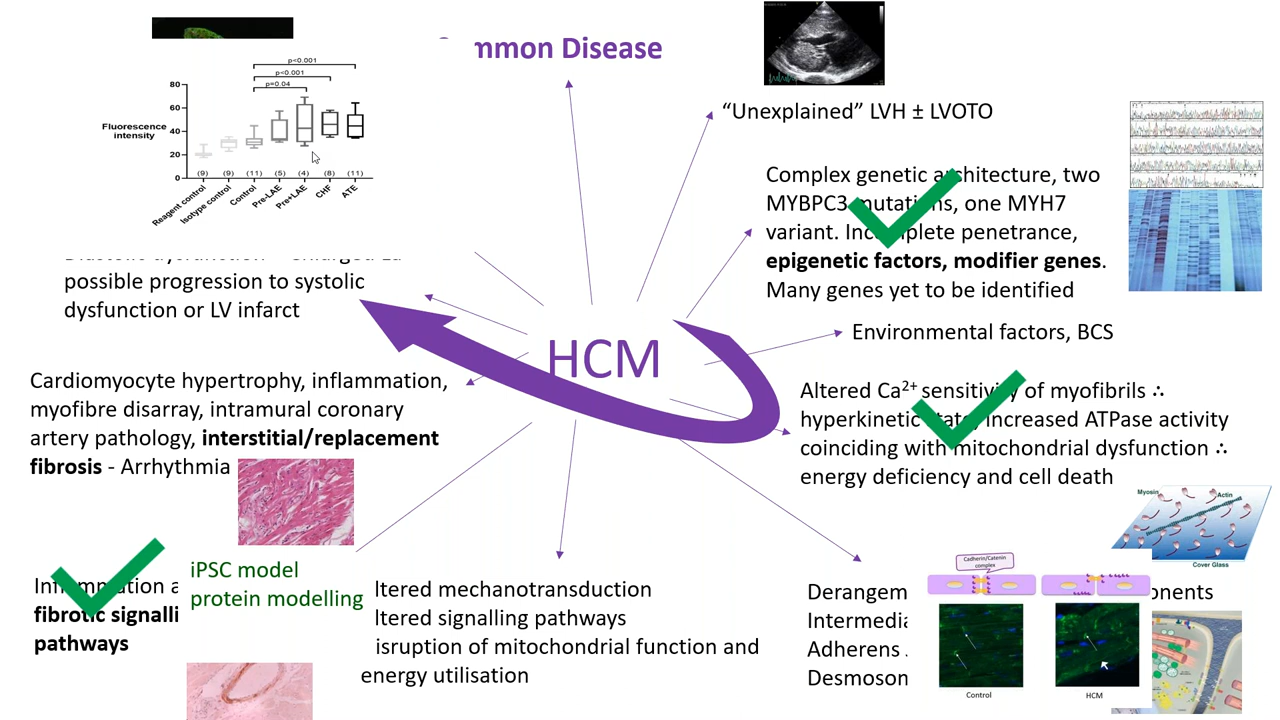 mmon Disease
p<0.001
p<0.001
p=0.04
80
60
40
20
0
Fluorescence
intensity
(9) (9) (11) (5) (4) (8) (11)
Reagent control
Isotype control
Control
Pre-LAE
Pre+LAE
CHF
ATE
“Unexplained” LVH ± LVOTO
Complex genetic architecture, two
MYBPC3 mutations, one MYH7
variant. Incomplete penetrance,
epigenetic factors, modifier genes.
Many genes yet to be identified
possible progression to systolic
dysfunction or LV infarct
HCM
Environmental factors, BCS
Cardiomyocyte hypertrophy, inflammation,
myofibre disarray, intramural coronary
artery pathology, interstitial/replacement
fibrosis - Arrhythmia
Altered Ca2+ sensitivity of myofibrils ∴
hyperkinetic state, increased ATPase activity
coinciding with mitochondrial dysfunction ∴
energy deficiency and cell death
Myosin
Actin
Cover Glass
Inflammation a
fibrotic signalli
pathways
iPSC model
protein modelling
ltered mechanotransduction
ltered signalling pathways
isruption of mitochondrial function and
energy utilisation
Derangem
onents
Intermedia
Adherens
Desmoson
Cadherin/Catenin
complex
Control
HCM